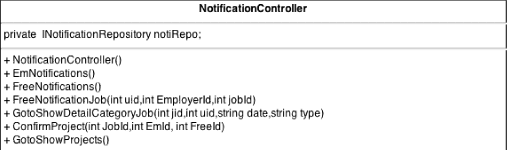 NotificationController
private INotificationRepository notiRepo;
+ NotificationController()
+ EmNotifications()
+ FreeNotifications()
+ FreeNotificationJob(int uid,int EmployerId,int jobId)
+ GotoShowDetailCategoryJob(int jid,int uid,string date,string type)
+ ConfirmProject(int JobId,int EmId, int FreeId)
+ GotoShowProjects()